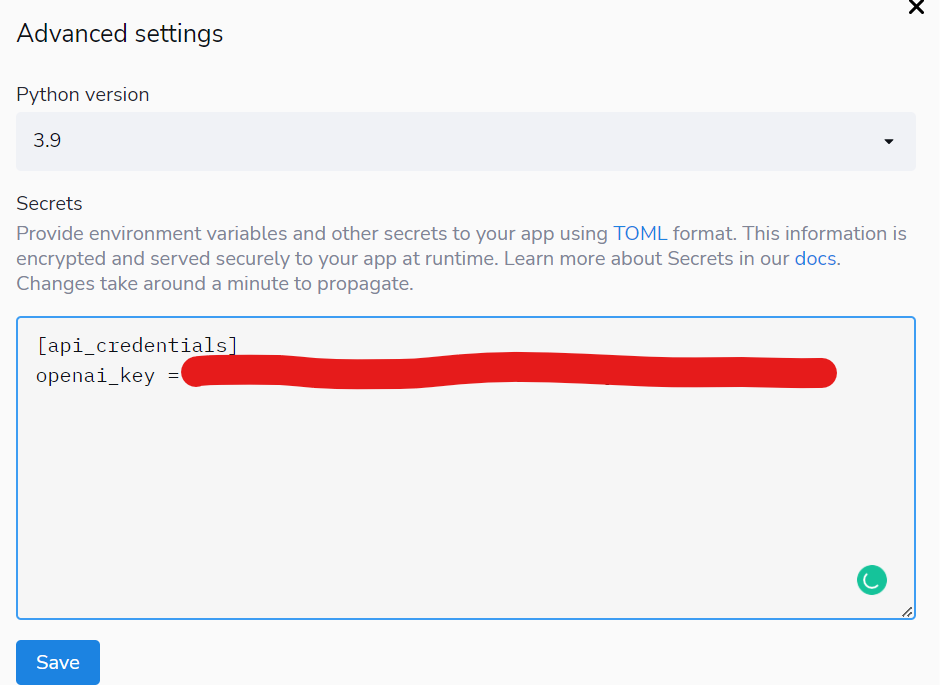 Advanced settings
Python version
3.9
Secrets
Provide environment variables and other secrets to your app using TOML format. This information is
encrypted and served securely to your app at runtime. Learn more about Secrets in our docs.
Changes take around a minute to propagate.
[api_credentials]
openai_key =
Save